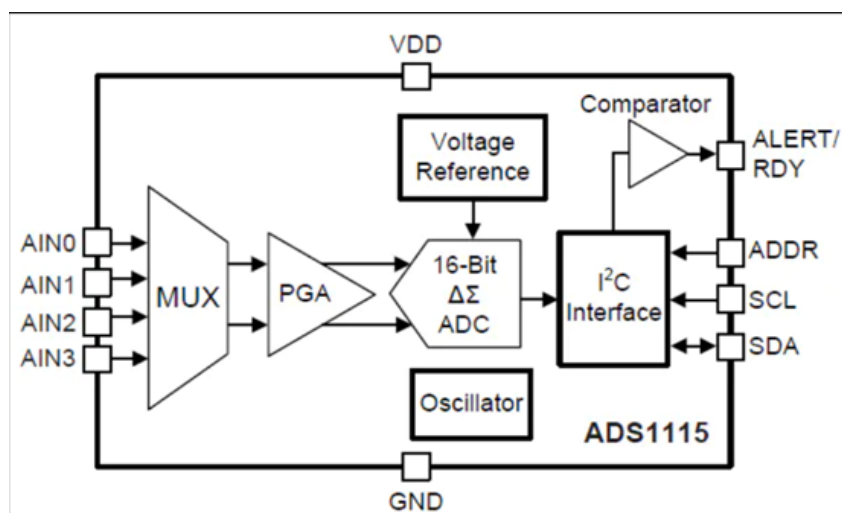 VDD
Comparator
Voltage
Reference
ALERT/
RDY
AIN0
AIN1
AIN2
AIN3
MUX
PGA
16-Bit
ΔΣ
ADC
I²C
Interface
ADDR
SCL
SDA
Oscillator
ADS1115
GND